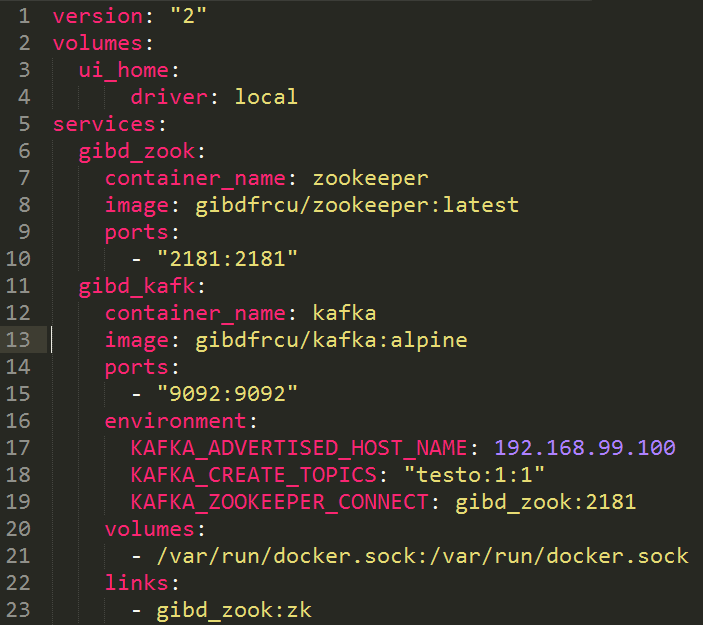 1 version: "2"
2 volumes:
3   ui_home:
4       driver: local
5 services:
6   gibd_zook:
7     container_name: zookeeper
8     image: gibdfrcu/zookeeper:latest
9     ports:
10       - "2181:2181"
11   gibd_kafk:
12     container_name: kafka
13     image: gibdfrcu/kafka:alpine
14     ports:
15       - "9092:9092"
16     environment:
17       KAFKA_ADVERTISED_HOST_NAME: 192.168.99.100
18       KAFKA_CREATE_TOPICS: "testo:1:1"
19       KAFKA_ZOOKEEPER_CONNECT: gibd_zook:2181
20     volumes:
21       - /var/run/docker.sock:/var/run/docker.sock
22     links:
23       - gibd_zook:zk